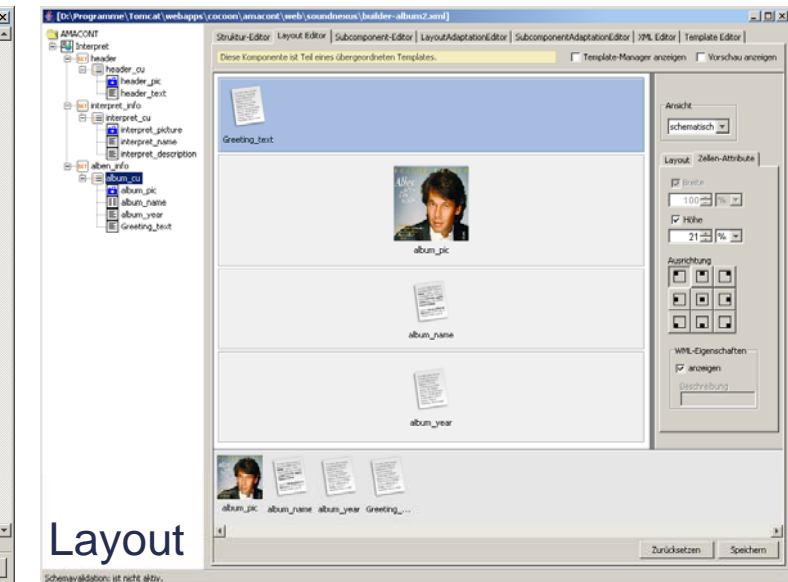 [D:\Programme\Tomcat\webapps\cocoon\amacont\web\soundnexus\builder-album2.xml]
AMACONT
Interpret
header
header_cu
header_pic
header_text
interpret_info
interpret_cu
interpret_picture
interpret_name
interpret_description
alben_info
album_cu
album_pic
album_name
album_year
Greeting_text
Struktur-Editor Layout Editor Subcomponent-Editor LayoutAdaptationEditor SubcomponentAdaptationEditor XML Editor Template Editor
Diese Komponente ist Teil eines übergeordneten Templates.
Template-Manager anzeigen Vorschau anzeigen
Greeting_text
album_pic
album_name
album_year
Ansicht
schematisch
Layout Zellen-Attribute
Breite
100 %
Höhe
21 %
Ausrichtung
WML-Eigenschaften
anzeigen
Beschreibung
album_pic album_name album_year Greeting_...
Zurücksetzen Speichern
Layout
Schemavalidation: ist nicht aktiv.